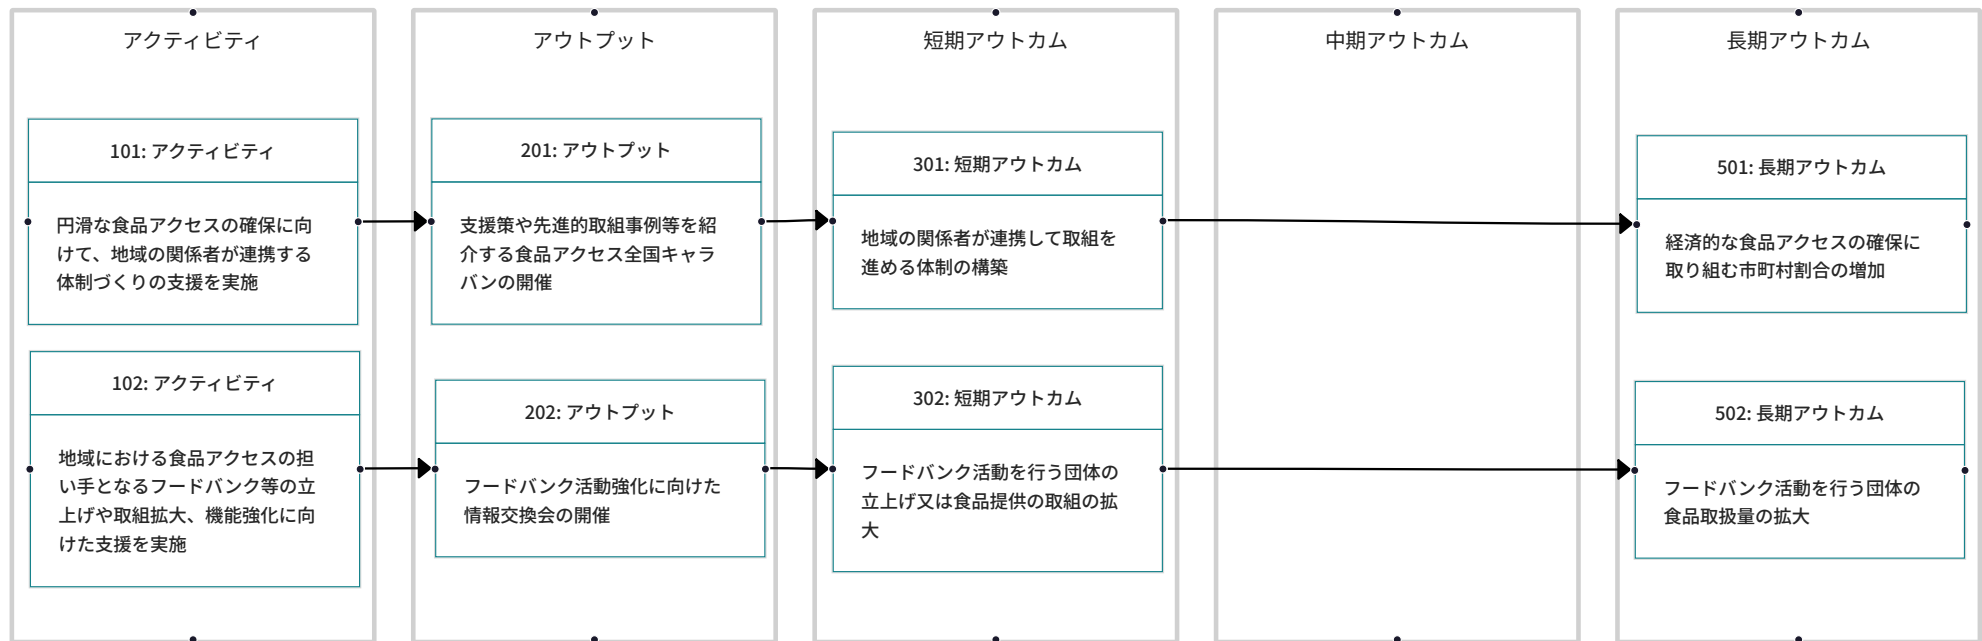 アクティビティ
アウトプット
短期アウトカム
中期アウトカム
長期アウトカム
101: アクティビティ
円滑な食品アクセスの確保に向
けて、地域の関係者が連携する
体制づくりの支援を実施
201: アウトプット
支援策や先進的取組事例等を紹
介する食品アクセス全国キャラ
バンの開催
301: 短期アウトカム
地域の関係者が連携して取組を
進める体制の構築
501: 長期アウトカム
経済的な食品アクセスの確保に
取り組む市町村割合の増加
102: アクティビティ
地域における食品アクセスの担
い手となるフードバンク等の立
上げや取組拡大、機能強化に向
けた支援を実施
202: アウトプット
フードバンク活動強化に向けた
情報交換会の開催
302: 短期アウトカム
フードバンク活動を行う団体の
立上げ又は食品提供の取組の拡
大
502: 長期アウトカム
フードバンク活動を行う団体の
食品取扱量の拡大